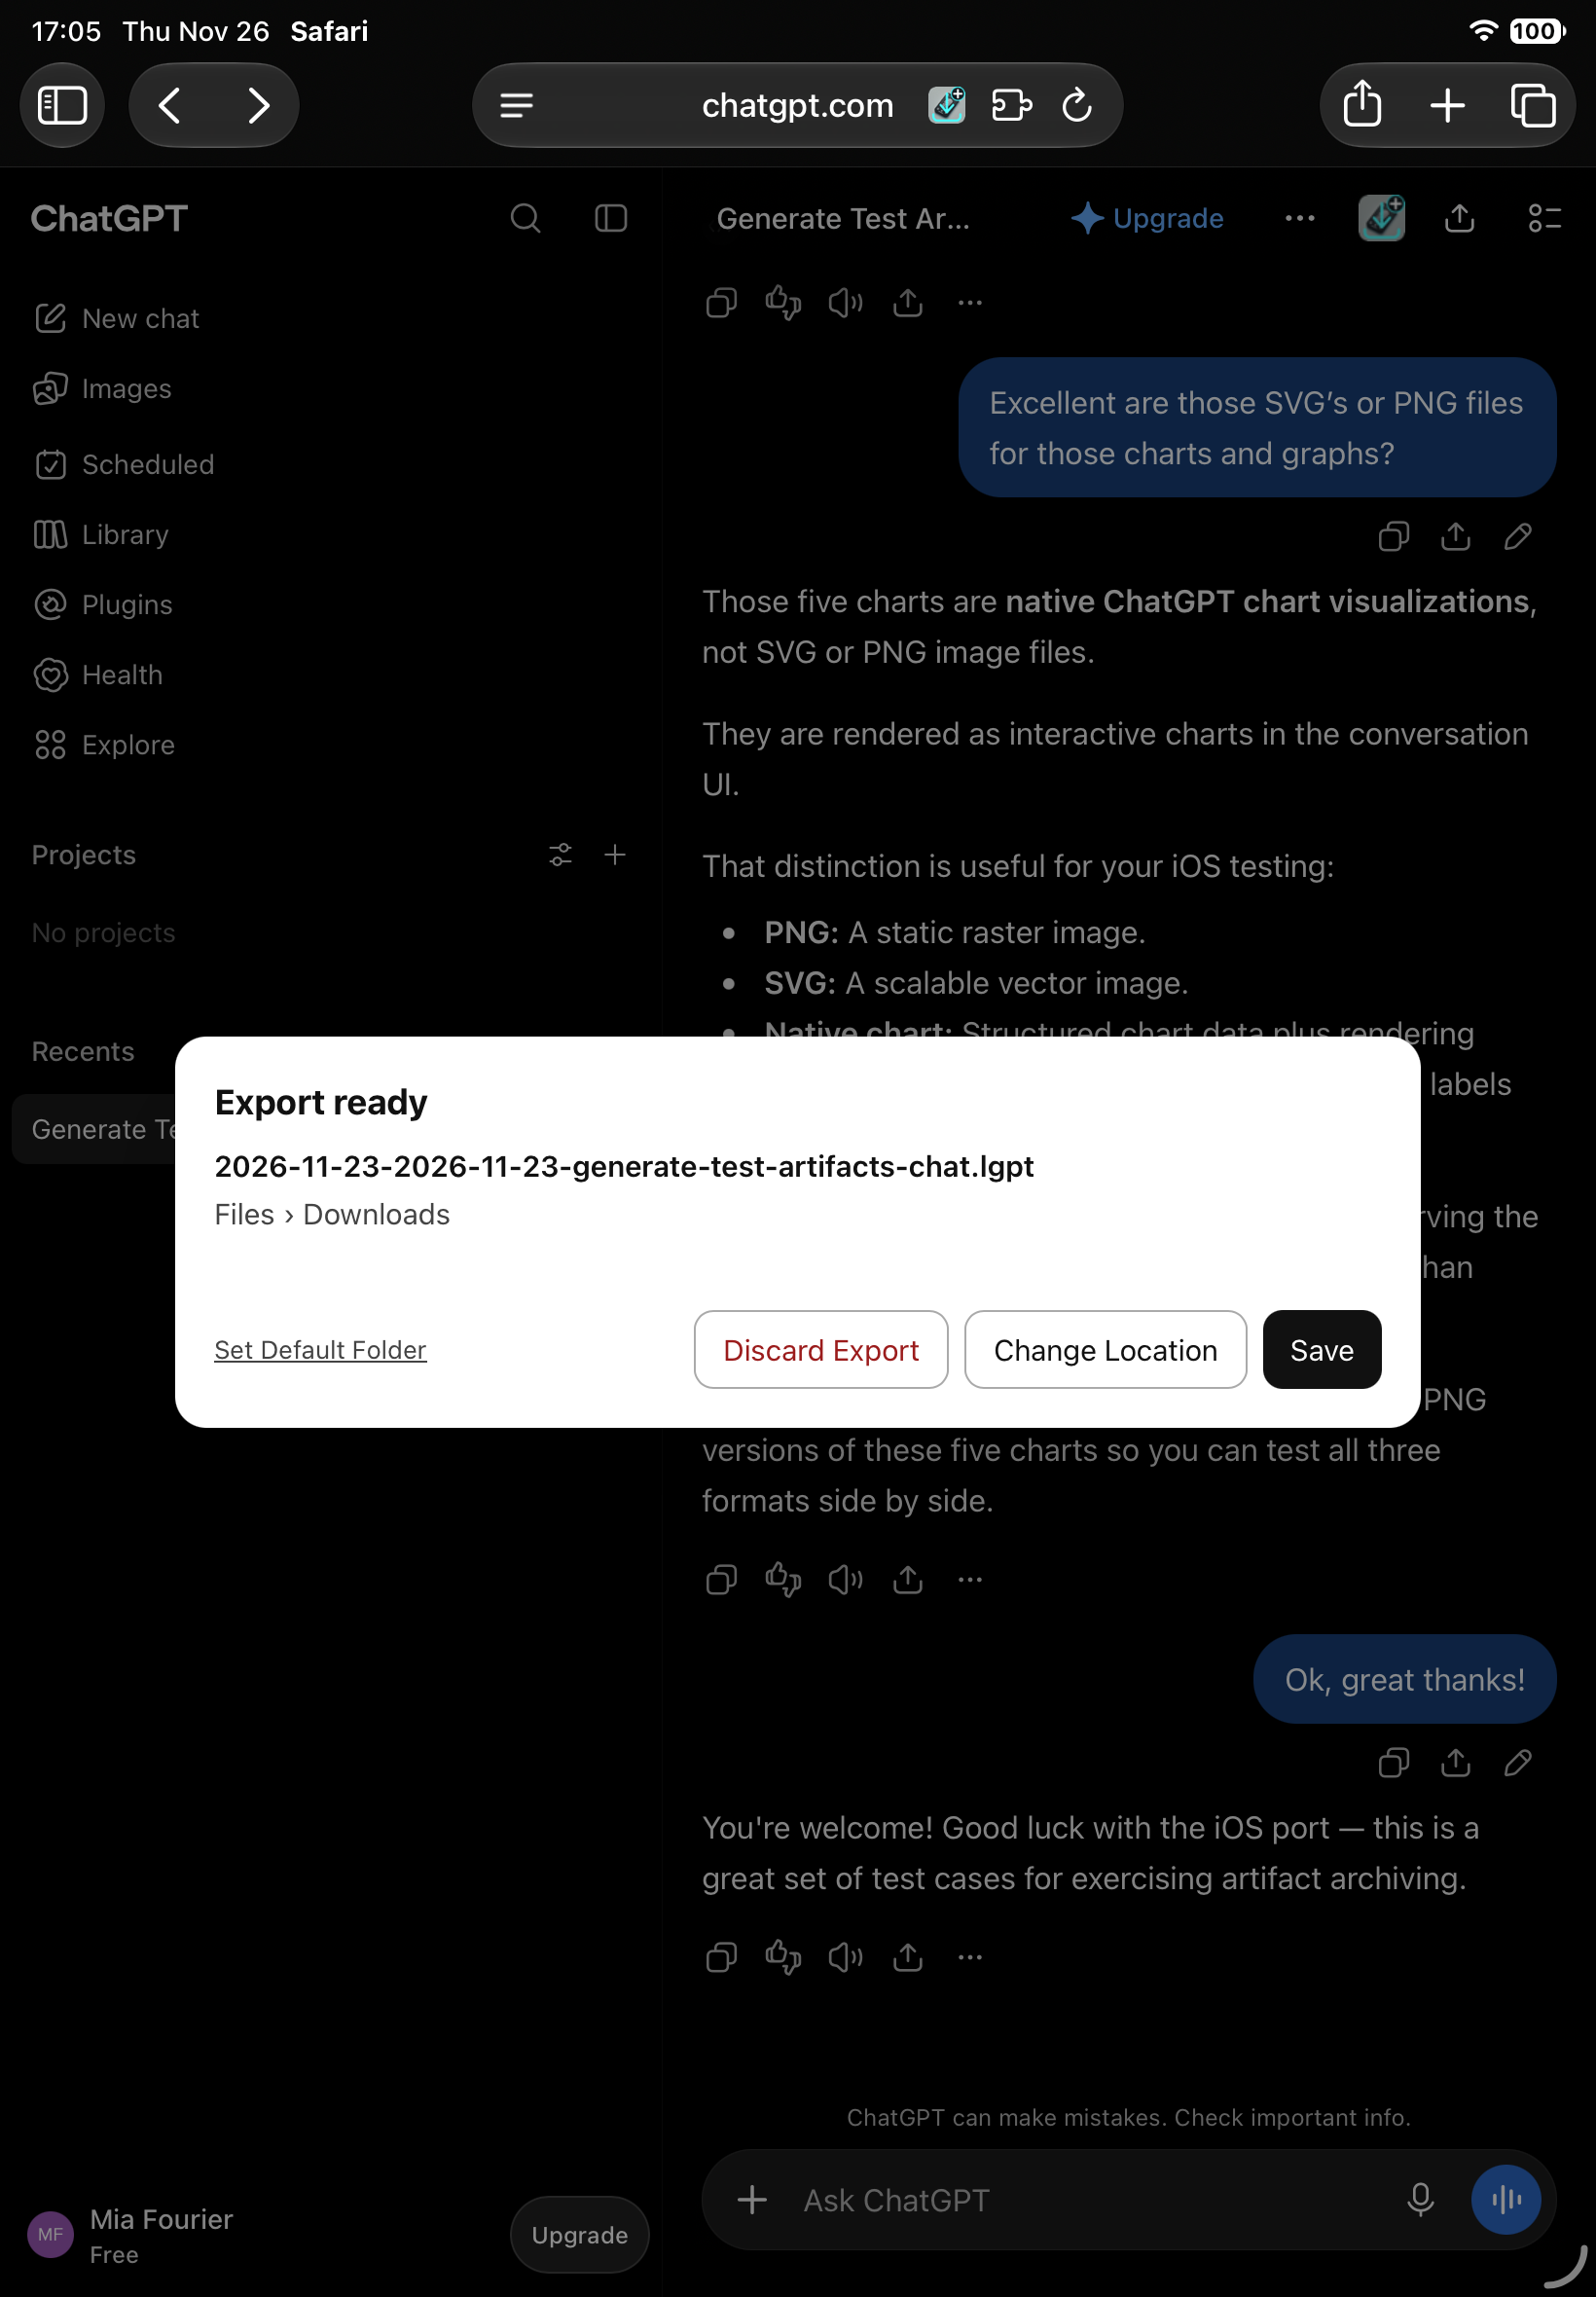 17:05 Thu Nov 26 Safari
100
chatgpt.com
ChatGPT
New chat
Images
Scheduled
Library
Plugins
Health
Explore
Projects
No projects
Recents
Generate Te
Generate Test Ar...
Upgrade
Excellent are those SVG's or PNG files
for those charts and graphs?
Those five charts are native ChatGPT chart visualizations,
not SVG or PNG image files.
They are rendered as interactive charts in the conversation
UI.
That distinction is useful for your iOS testing:
• PNG: A static raster image.
• SVG: A scalable vector image.
• Native chart: Structured chart data plus rendering
labels
rving the
han
PNG
versions of these five charts so you can test all three
formats side by side.
Export ready
2026-11-23-2026-11-23-generate-test-artifacts-chat.lgpt
Files › Downloads
Set Default Folder
Discard Export
Change Location
Save
Ok, great thanks!
You're welcome! Good luck with the iOS port — this is a
great set of test cases for exercising artifact archiving.
ChatGPT can make mistakes. Check important info.
Ask ChatGPT
MF
Mia Fourier
Free
Upgrade